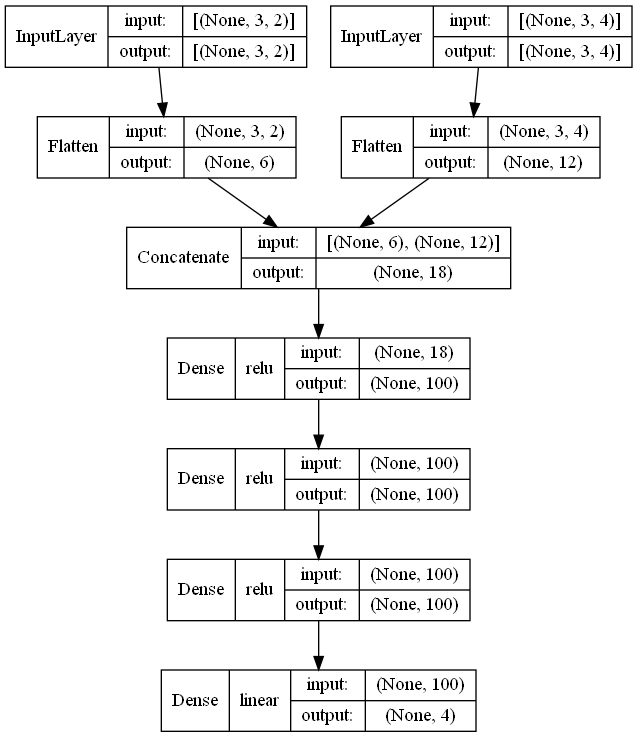 InputLayer input: [(None, 3, 2)]
output: [(None, 3, 2)]
InputLayer input: [(None, 3, 4)]
output: [(None, 3, 4)]
Flatten input: (None, 3, 2)
output: (None, 6)
Flatten input: (None, 3, 4)
output: (None, 12)
Concatenate input: [(None, 6), (None, 12)]
output: (None, 18)
Dense relu input: (None, 18)
output: (None, 100)
Dense relu input: (None, 100)
output: (None, 100)
Dense relu input: (None, 100)
output: (None, 100)
Dense linear input: (None, 100)
output: (None, 4)